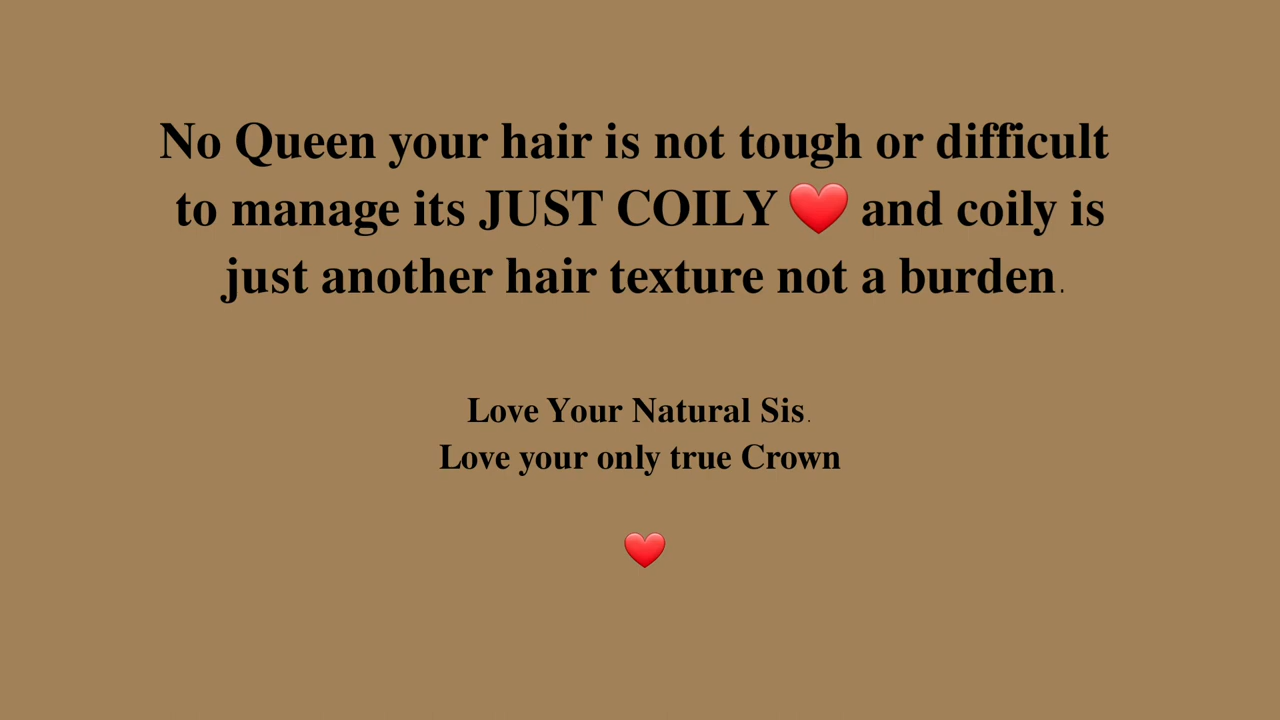 No Queen your hair is not tough or difficult
to manage its JUST COILY ❤️ and coily is
just another hair texture not a burden.
Love Your Natural Sis.
Love your only true Crown
❤️